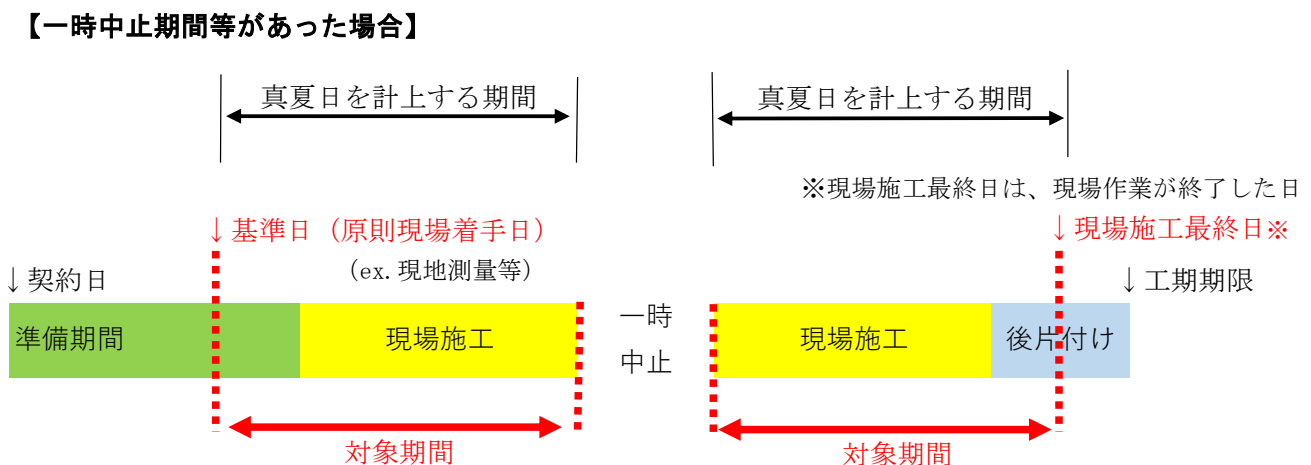 【一時中止期間等があった場合】
真夏日を計上する期間
真夏日を計上する期間
※現場施工最終日は、現場作業が終了した日
↓基準日（原則現場着手日）
↓現場施工最終日※
（ex.現地測量等）
↓契約日
↓工期期限
準備期間
現場施工
一時
中止
現場施工
後片付け
対象期間
対象期間